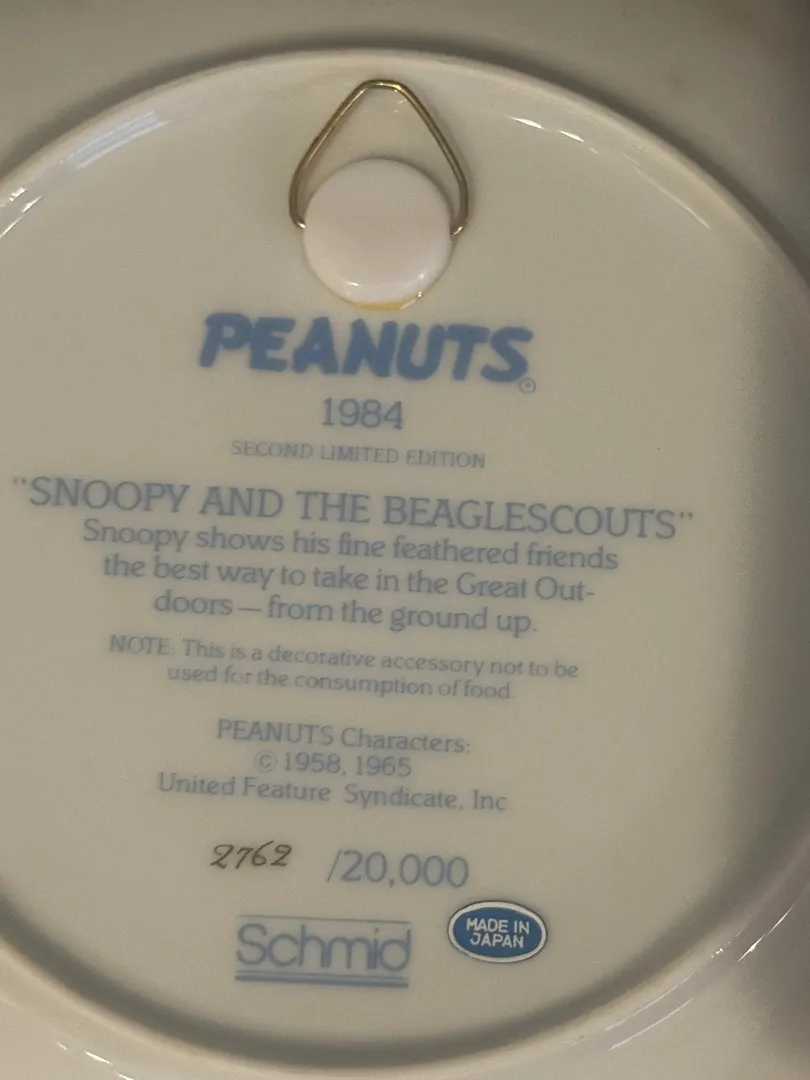 PEANUTS®
1984
SECOND LIMITED EDITION
"SNOOPY AND THE BEAGLESCOUTS"
Snoopy shows his fine feathered friends
the best way to take in the Great Out-
doors — from the ground up.
NOTE: This is a decorative accessory not to be
used for the consumption of food.
PEANUTS Characters:
© 1958, 1965
United Feature Syndicate, Inc.
2762 /20,000
Schmid
MADE IN
JAPAN